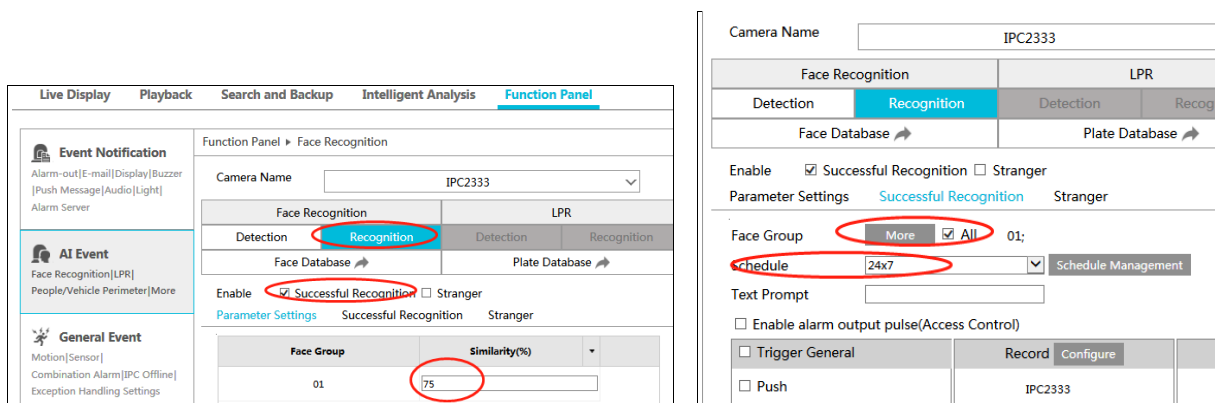 Live Display Playback Search and Backup Intelligent Analysis Function Panel
Event Notification
Alarm-out|E-mail|Display|Buzzer
|Push Message|Audio|Light|
Alarm Server
AI Event
Face Recognition|LPR|
People/Vehicle Perimeter|More
General Event
Motion|Sensor|
Combination Alarm|IPC Offline|
Exception Handling Settings
Function Panel ▸ Face Recognition
Camera Name IPC2333
Face Recognition LPR
Detection Recognition Detection Recognition
Face Database Plate Database
Enable Successful Recognition Stranger
Parameter Settings Successful Recognition Stranger
Face Group Similarity(%)
01 75
Camera Name IPC2333
Face Recognition LPR
Detection Recognition Detection Recog
Face Database Plate Database
Enable Successful Recognition Stranger
Parameter Settings Successful Recognition Stranger
Face Group More All 01;
Schedule 24x7 Schedule Management
Text Prompt
Enable alarm output pulse(Access Control)
Trigger General Record Configure
Push IPC2333